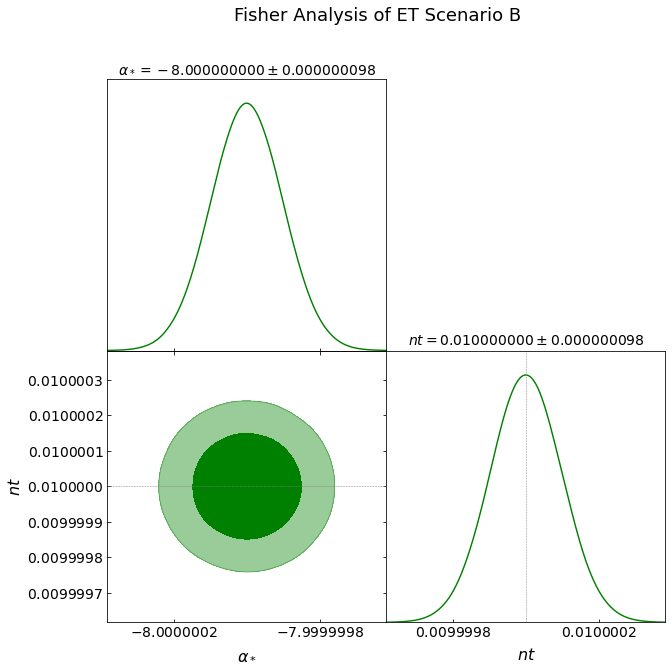 Fisher Analysis of ET Scenario B
α* = −8.000000000 ± 0.000000098
nt = 0.010000000 ± 0.000000098
0.0100003
0.0100002
0.0100001
0.0100000
0.0099999
0.0099998
0.0099997
nt
−8.0000002
−7.9999998
0.0099998
0.0100002
α*
nt